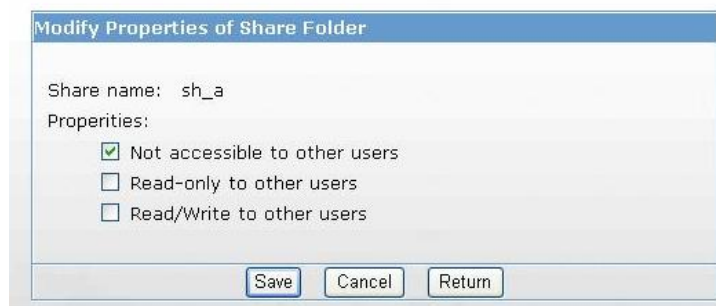 Modify Properties of Share Folder
Share name: sh_a
Properities:
Not accessible to other users
Read-only to other users
Read/Write to other users
Save Cancel Return